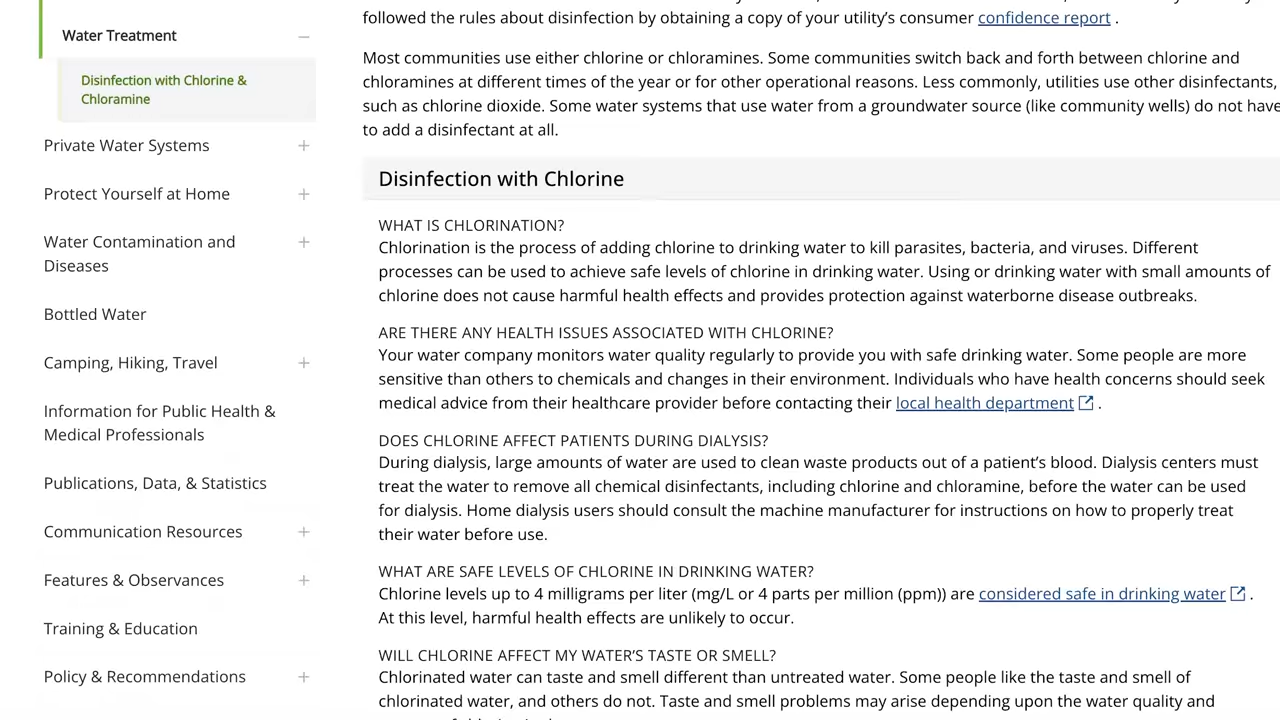 Water Treatment
Disinfection with Chlorine &
Chloramine
Private Water Systems
Protect Yourself at Home
Water Contamination and
Diseases
Bottled Water
Camping, Hiking, Travel
Information for Public Health &
Medical Professionals
Publications, Data, & Statistics
Communication Resources
Features & Observances
Training & Education
Policy & Recommendations
followed the rules about disinfection by obtaining a copy of your utility’s consumer confidence report .
Most communities use either chlorine or chloramines. Some communities switch back and forth between chlorine and
chloramines at different times of the year or for other operational reasons. Less commonly, utilities use other disinfectants,
such as chlorine dioxide. Some water systems that use water from a groundwater source (like community wells) do not have
to add a disinfectant at all.
Disinfection with Chlorine
WHAT IS CHLORINATION?
Chlorination is the process of adding chlorine to drinking water to kill parasites, bacteria, and viruses. Different
processes can be used to achieve safe levels of chlorine in drinking water. Using or drinking water with small amounts of
chlorine does not cause harmful health effects and provides protection against waterborne disease outbreaks.
ARE THERE ANY HEALTH ISSUES ASSOCIATED WITH CHLORINE?
Your water company monitors water quality regularly to provide you with safe drinking water. Some people are more
sensitive than others to chemicals and changes in their environment. Individuals who have health concerns should seek
medical advice from their healthcare provider before contacting their local health department .
DOES CHLORINE AFFECT PATIENTS DURING DIALYSIS?
During dialysis, large amounts of water are used to clean waste products out of a patient’s blood. Dialysis centers must
treat the water to remove all chemical disinfectants, including chlorine and chloramine, before the water can be used
for dialysis. Home dialysis users should consult the machine manufacturer for instructions on how to properly treat
their water before use.
WHAT ARE SAFE LEVELS OF CHLORINE IN DRINKING WATER?
Chlorine levels up to 4 milligrams per liter (mg/L or 4 parts per million (ppm)) are considered safe in drinking water .
At this level, harmful health effects are unlikely to occur.
WILL CHLORINE AFFECT MY WATER’S TASTE OR SMELL?
Chlorinated water can taste and smell different than untreated water. Some people like the taste and smell of
chlorinated water, and others do not. Taste and smell problems may arise depending upon the water quality and